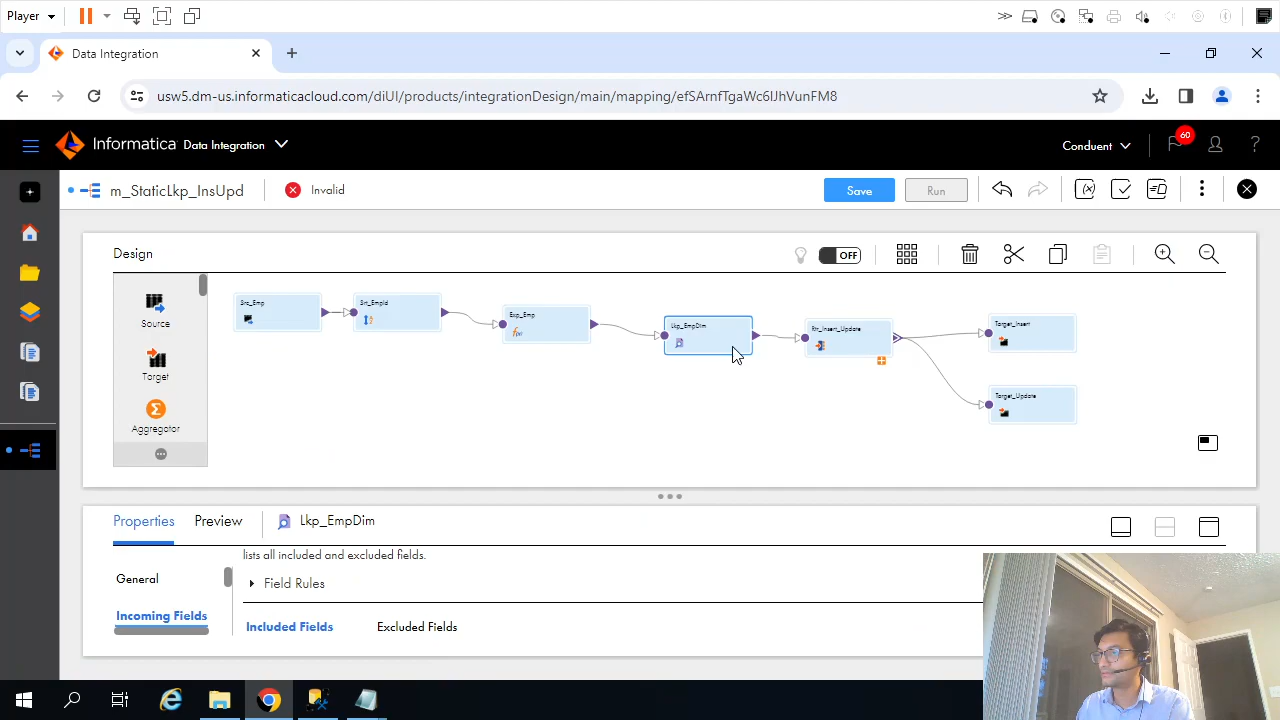 Player
Data Integration
usw5.dm-us.informaticacloud.com/diUI/products/integrationDesign/main/mapping/efSArnfTgaWc6IJhVunFM8
Informatica Data Integration
Conduent
60
m_StaticLkp_InsUpd
Invalid
Save
Run
Design
OFF
Source
Target
Aggregator
Src_Emp
Srt_EmpId
Exp_Emp
Lkp_EmpDim
Rtr_Insert_Update
Target_Insert
Target_Update
Properties
Preview
Lkp_EmpDim
lists all included and excluded fields.
General
Field Rules
Incoming Fields
Included Fields
Excluded Fields